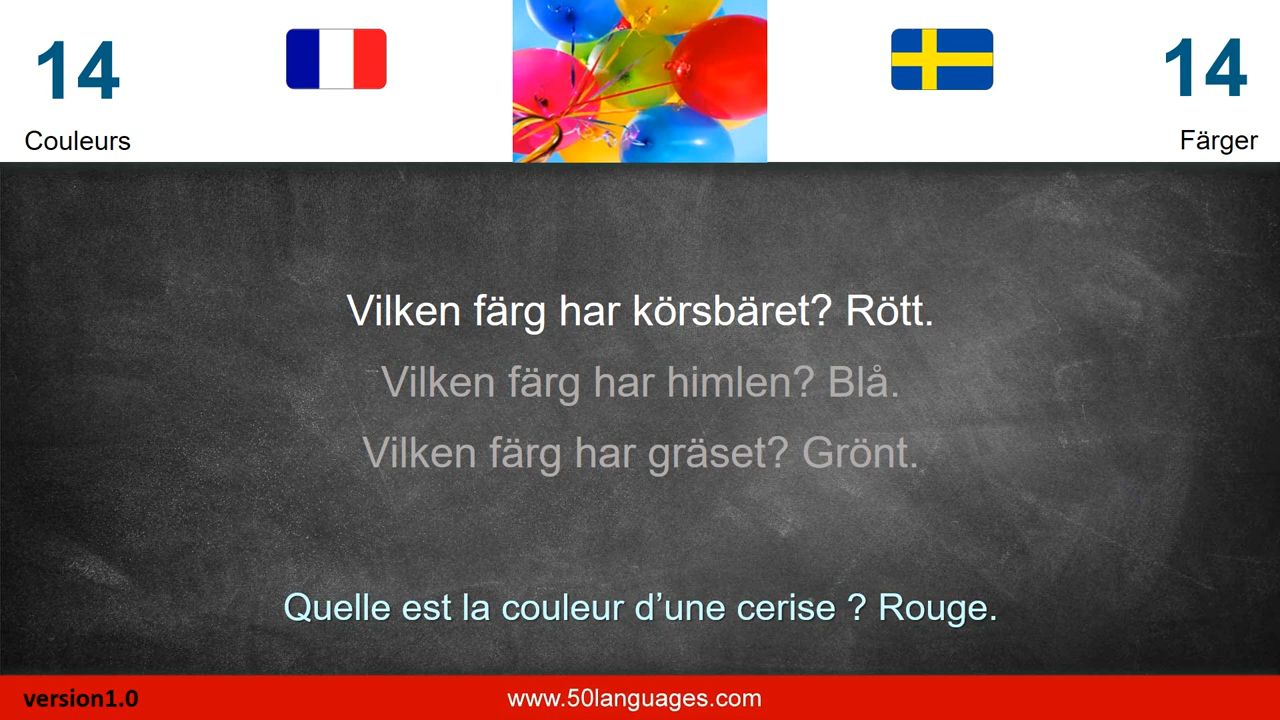 14
14
Couleurs
Färger
Vilken färg har körsbäret? Rött.
Vilken färg har himlen? Blå.
Vilken färg har gräset? Grönt.
Quelle est la couleur d’une cerise ? Rouge.
version1.0
www.50languages.com